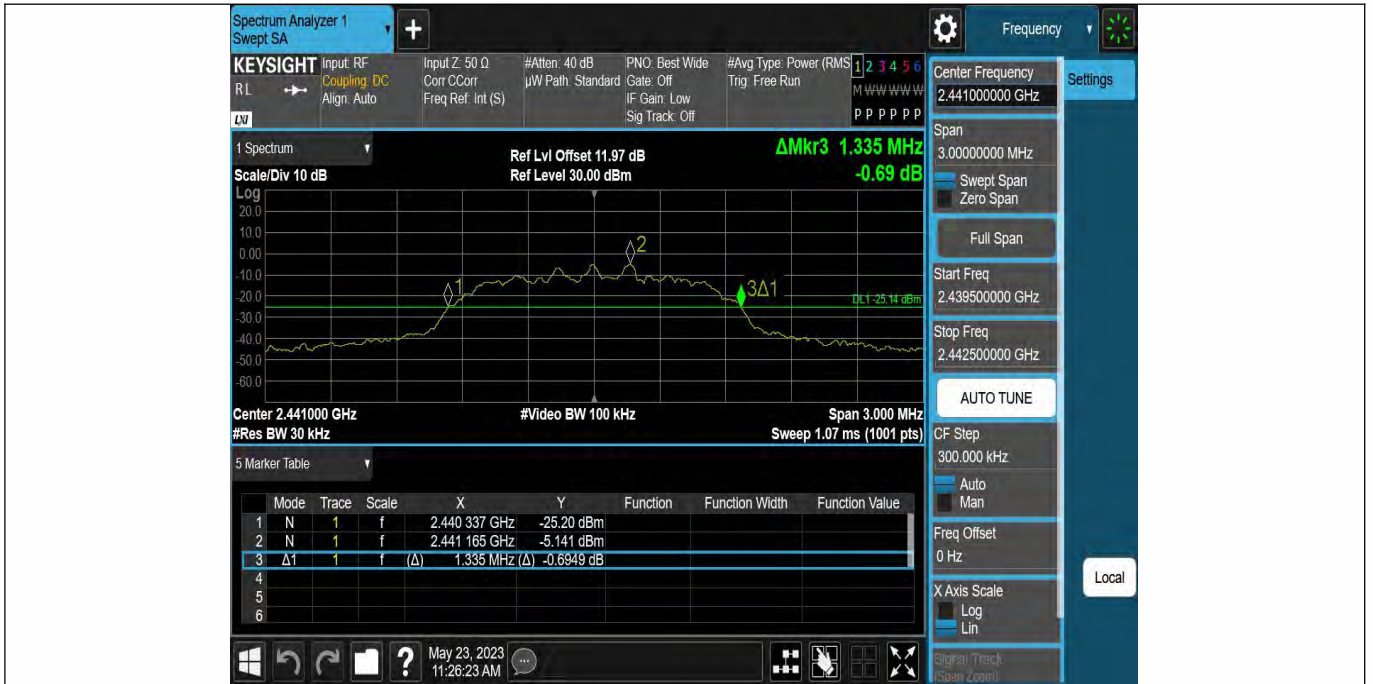 Spectrum Analyzer 1
Swept SA
+
Frequency
KEYSIGHT
RL
LXI
Input: RF
Coupling: DC
Align: Auto
Input Z: 50 Ω
Corr CCorr
Freq Ref: Int (S)
#Atten: 40 dB
µW Path: Standard
PNO: Best Wide
Gate: Off
IF Gain: Low
Sig Track: Off
#Avg Type: Power (RMS
Trig: Free Run
1 2 3 4 5 6
M W W W W W
P P P P P P
1 Spectrum
Scale/Div 10 dB
Ref Lvl Offset 11.97 dB
Ref Level 30.00 dBm
ΔMkr3 1.335 MHz
-0.69 dB
Log
20.0
10.0
0.00
-10.0
-20.0
-30.0
-40.0
-50.0
-60.0
1
2
3Δ1
DL1 -25.14 dBm
Center 2.441000 GHz
#Video BW 100 kHz
Span 3.000 MHz
#Res BW 30 kHz
Sweep 1.07 ms (1001 pts)
5 Marker Table
Mode Trace Scale X Y Function Function Width Function Value
1 N 1 f 2.440 337 GHz -25.20 dBm
2 N 1 f 2.441 165 GHz -5.141 dBm
3 Δ1 1 f (Δ) 1.335 MHz (Δ) -0.6949 dB
4
5
6
?
May 23, 2023
11:26:23 AM
Center Frequency
2.441000000 GHz
Settings
Span
3.00000000 MHz
Swept Span
Zero Span
Full Span
Start Freq
2.439500000 GHz
Stop Freq
2.442500000 GHz
AUTO TUNE
CF Step
300.000 kHz
Auto
Man
Freq Offset
0 Hz
X Axis Scale
Log
Lin
Signal Track
(Span Zoom)
Local